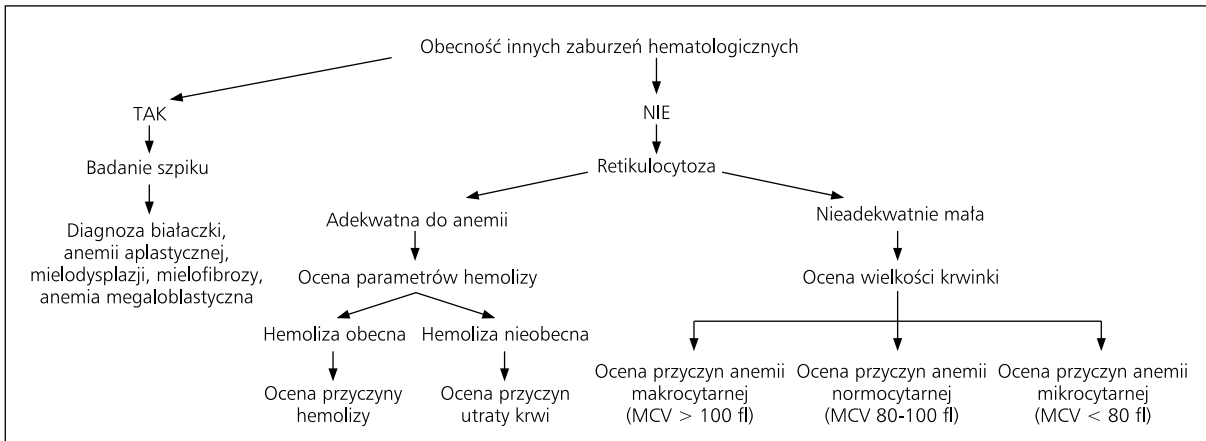 Obecność innych zaburzeń hematologicznych
TAK
NIE
Badanie szpiku
Retikulocytoza
Diagnoza białaczki,
anemii aplastycznej,
mielodysplazji, mielofibrozy,
anemia megaloblastyczna
Adekwatna do anemii
Nieadekwatnie mała
Ocena parametrów hemolizy
Ocena wielkości krwinki
Hemoliza obecna
Hemoliza nieobecna
Ocena przyczyny
hemolizy
Ocena przyczyn
utraty krwi
Ocena przyczyn anemii
makrocytarnej
(MCV > 100 fl)
Ocena przyczyn anemii
normocytarnej
(MCV 80-100 fl)
Ocena przyczyn anemii
mikrocytarnej
(MCV < 80 fl)